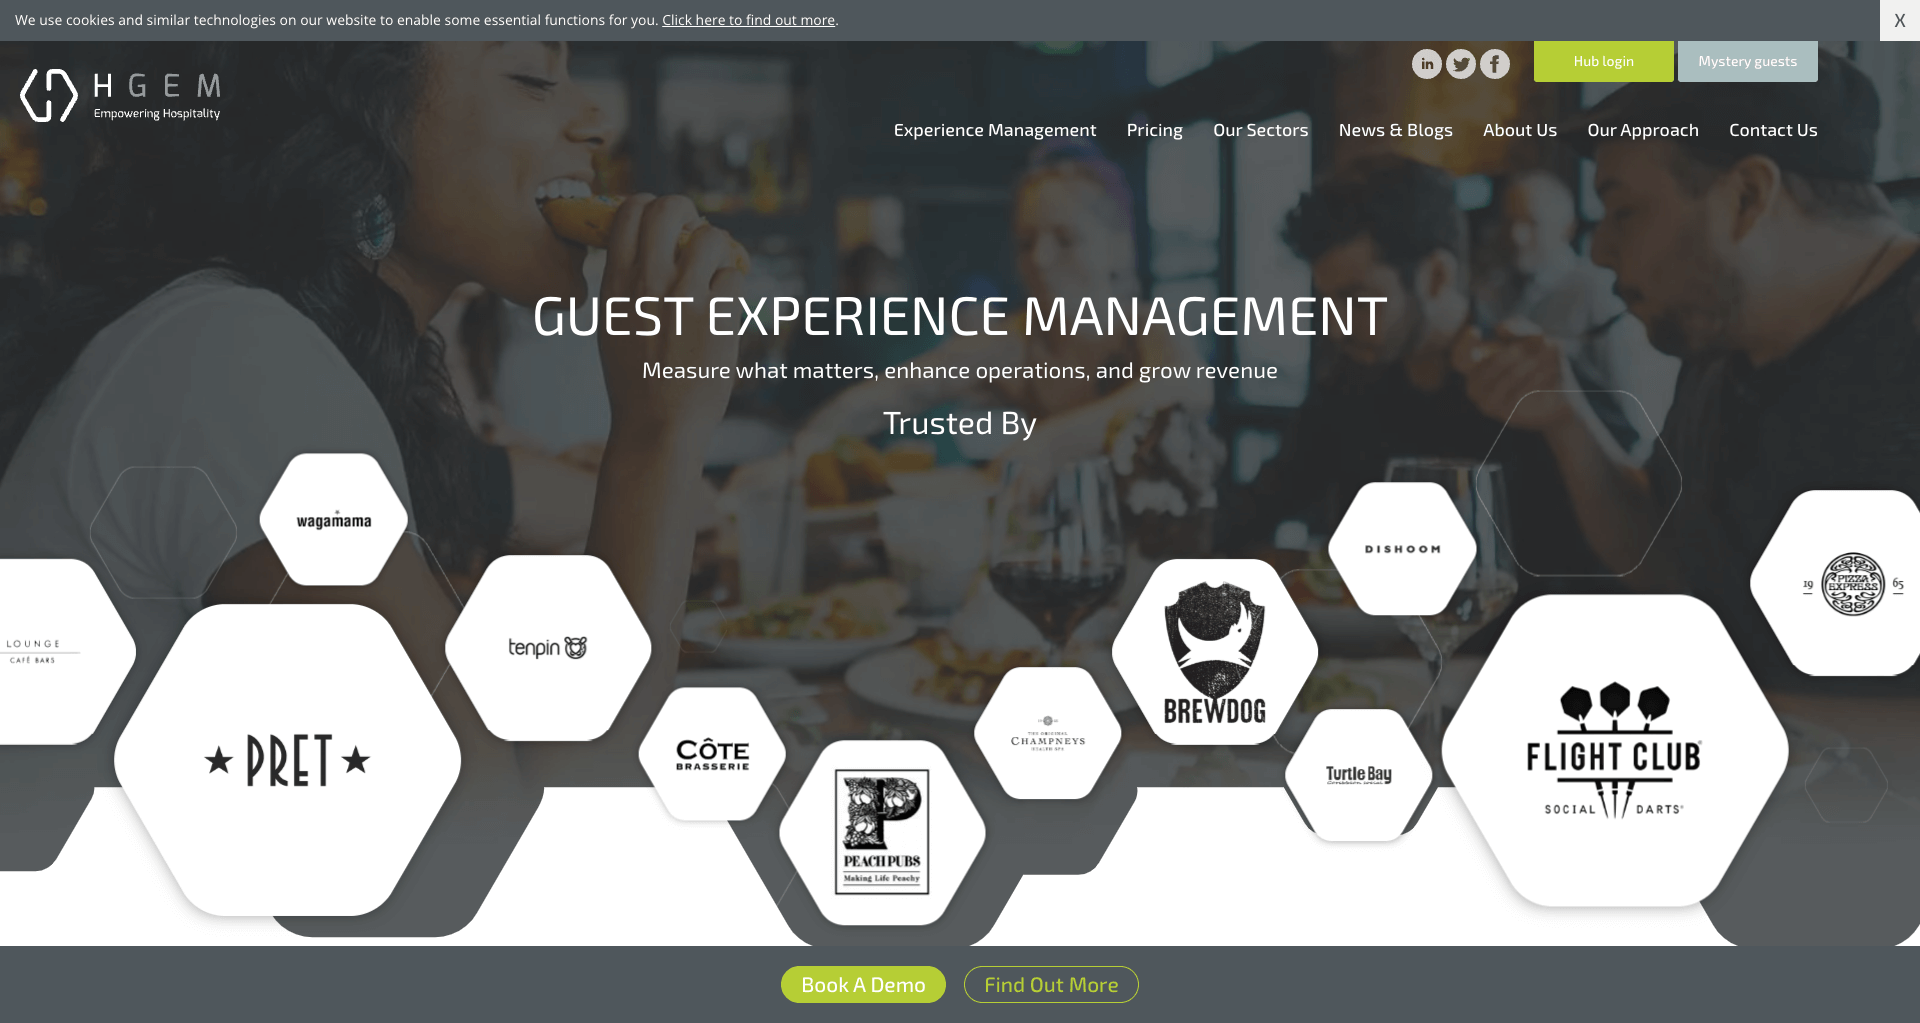 We use cookies and similar technologies on our website to enable some essential functions for you. Click here to find out more.
X
HGEM
Empowering Hospitality
in
Hub login
Mystery guests
Experience Management
Pricing
Our Sectors
News & Blogs
About Us
Our Approach
Contact Us
GUEST EXPERIENCE MANAGEMENT
Measure what matters, enhance operations, and grow revenue
Trusted By
wagamama
DISHOOM
LOUNGE
CAFÉ BARS
tenpin
BREWDOG
19 PIZZA EXPRESS 65
PRET
CÔTE
BRASSERIE
THE ORIGINAL
CHAMPNEYS
HEALTH SPA
Turtle Bay
FLIGHT CLUB
SOCIAL DARTS
P
PEACH PUBS
Making Life Peachy
Book A Demo
Find Out More